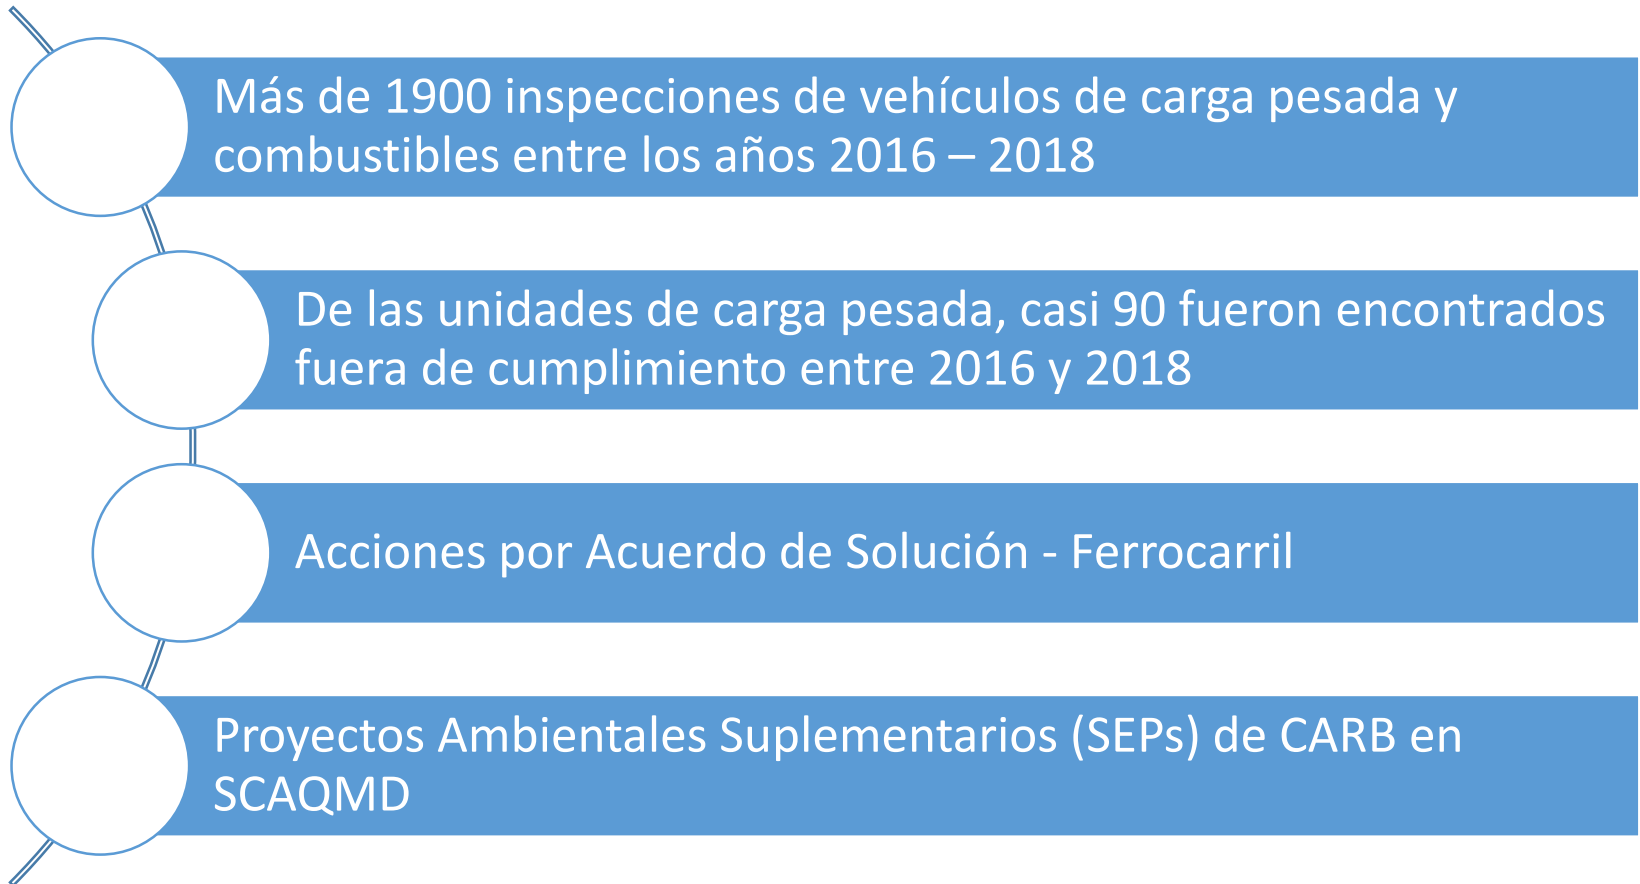 Más de 1900 inspecciones de vehículos de carga pesada y
combustibles entre los años 2016 – 2018
De las unidades de carga pesada, casi 90 fueron encontrados
fuera de cumplimiento entre 2016 y 2018
Acciones por Acuerdo de Solución - Ferrocarril
Proyectos Ambientales Suplementarios (SEPs) de CARB en
SCAQMD